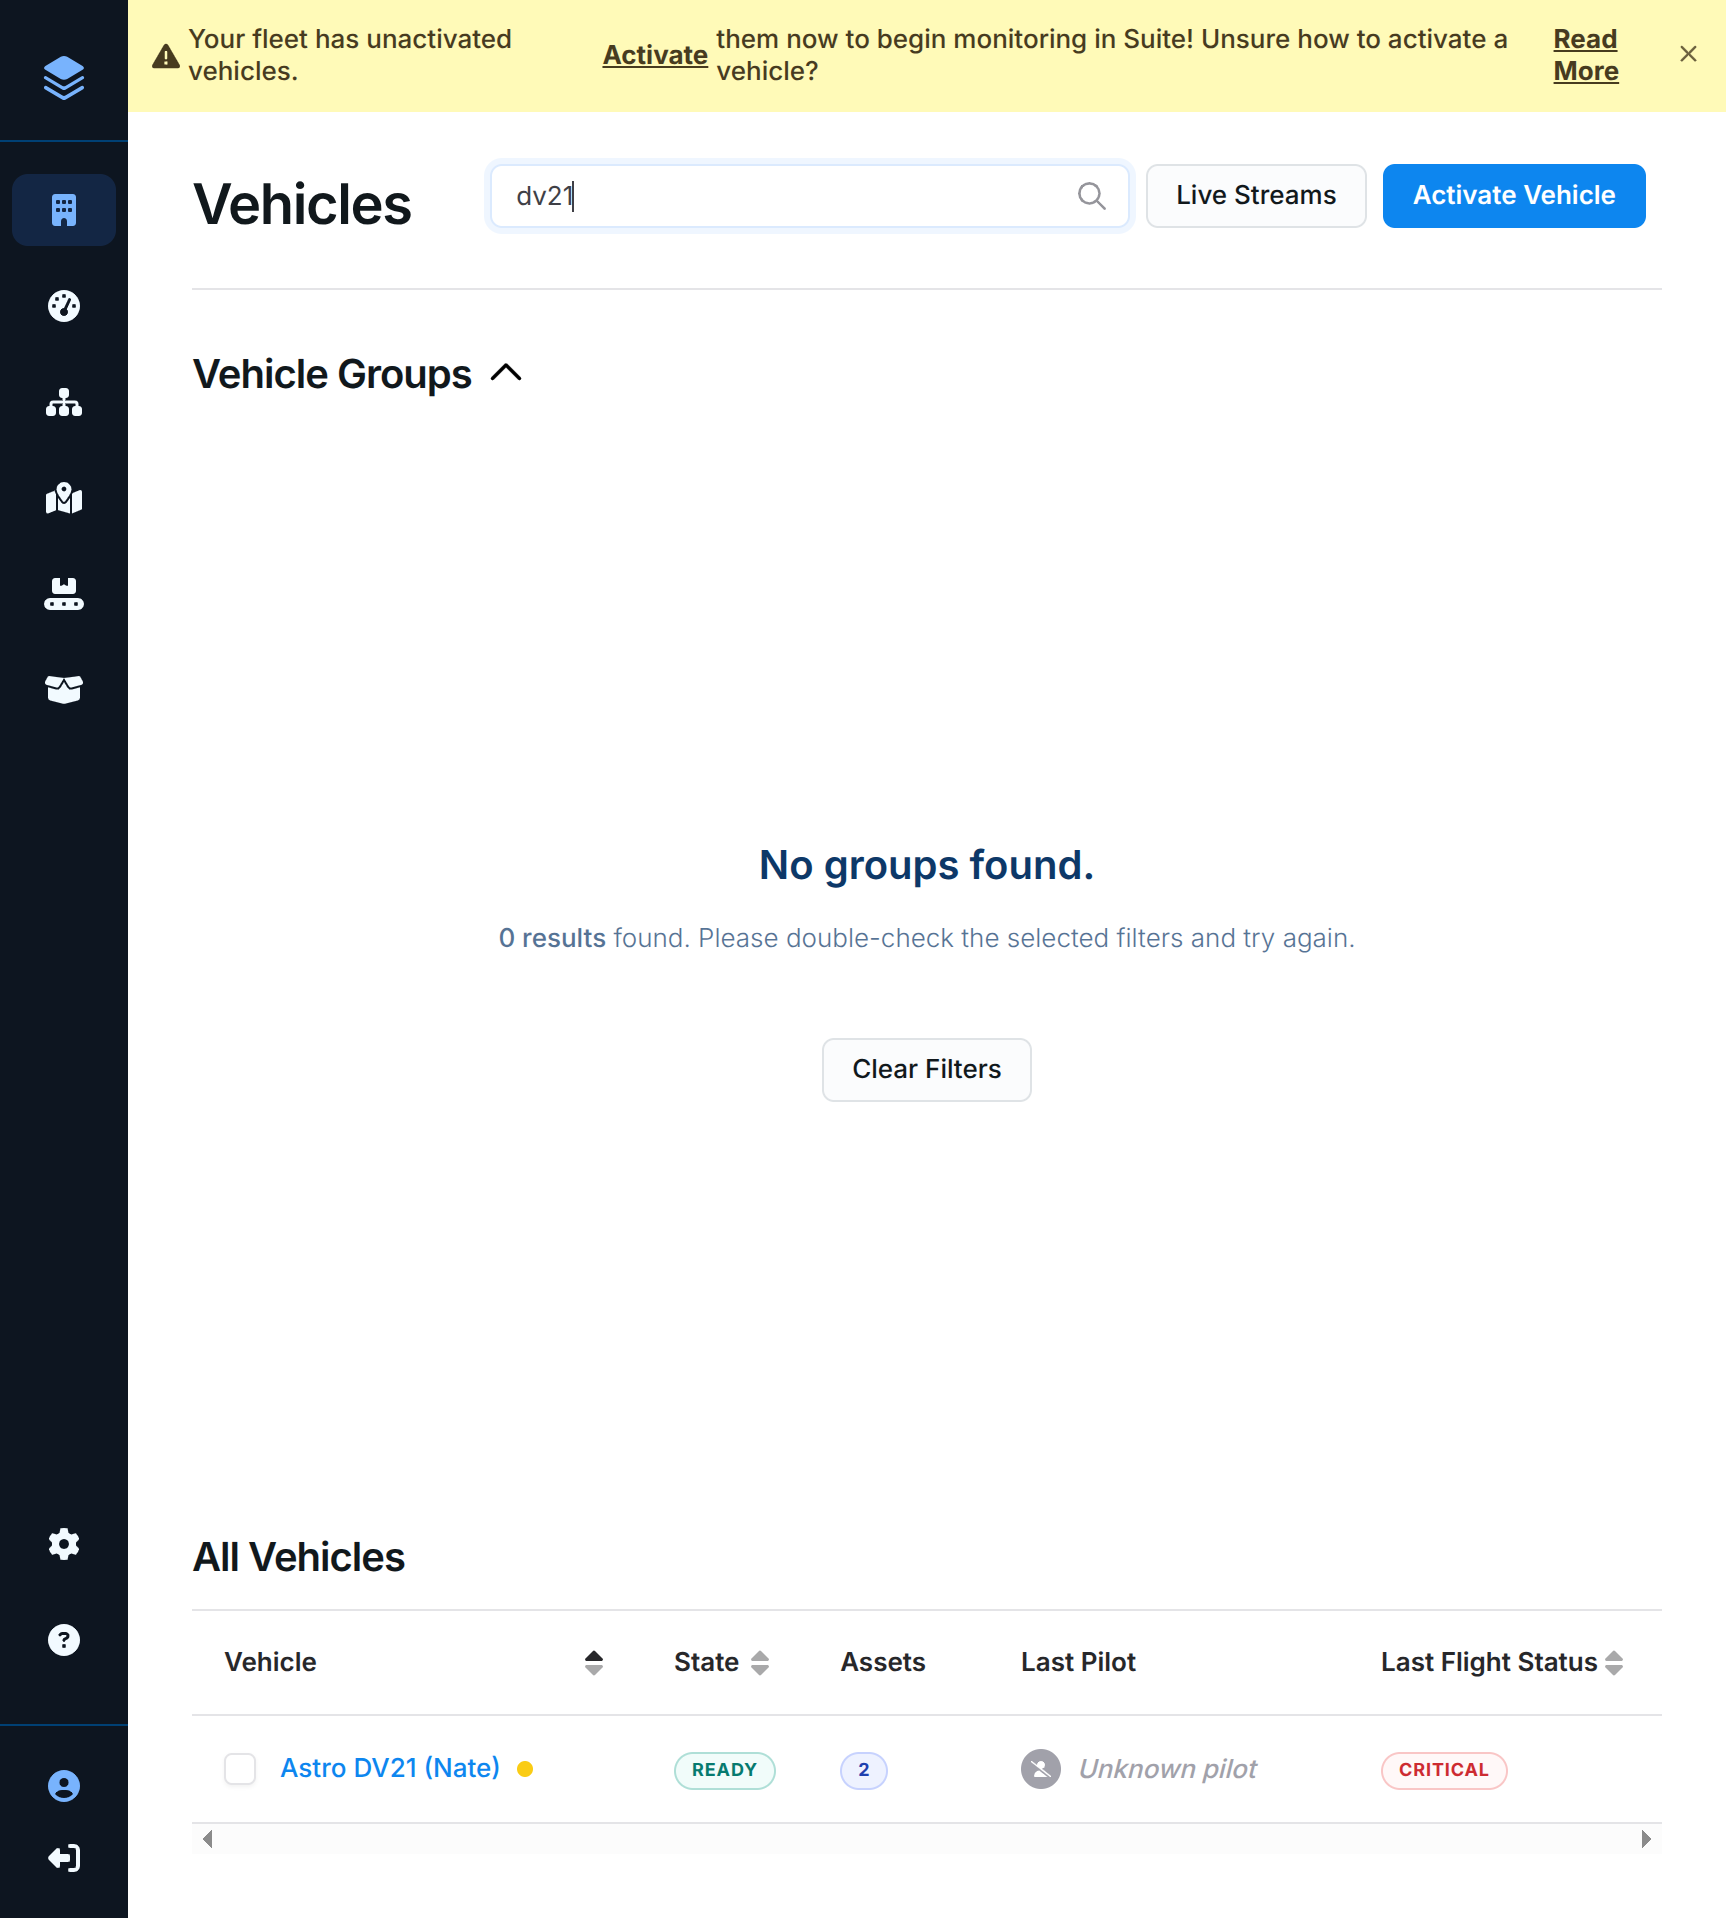 Your fleet has unactivated
vehicles.
Activate
them now to begin monitoring in Suite! Unsure how to activate a
vehicle?
Read
More
Vehicles
dv21
Live Streams
Activate Vehicle
Vehicle Groups
No groups found.
0 results found. Please double-check the selected filters and try again.
Clear Filters
All Vehicles
Vehicle State Assets Last Pilot Last Flight Status
Astro DV21 (Nate) READY 2 Unknown pilot CRITICAL